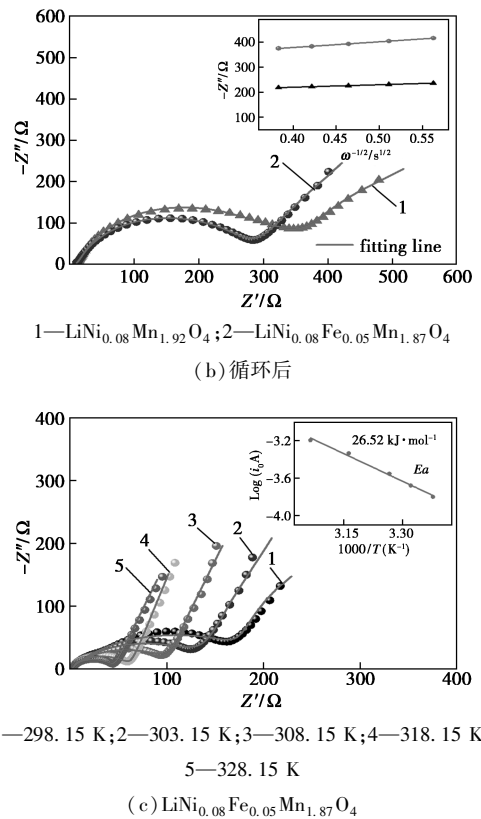 600
500
400
300
200
100
0
-Z″/Ω
0 100 200 300 400 500 600
Z′/Ω
400
300
200
100
-Z″/Ω
0.40 0.45 0.50 0.55
ω⁻¹/²/s¹/²
2
1
fitting line
1—LiNi₀.₀₈Mn₁.₉₂O₄;2—LiNi₀.₀₈Fe₀.₀₅Mn₁.₈₇O₄
(b)循环后
400
300
200
100
0
-Z″/Ω
100 200 300 400
Z′/Ω
-3.2
-3.6
-4.0
Log (i₀A)
26.52 kJ·mol⁻¹
Ea
3.15 3.30
1000/T(K⁻¹)
5
4
3
2
1
—298.15 K;2—303.15 K;3—308.15 K;4—318.15 K
5—328.15 K
(c)LiNi₀.₀₈Fe₀.₀₅Mn₁.₈₇O₄